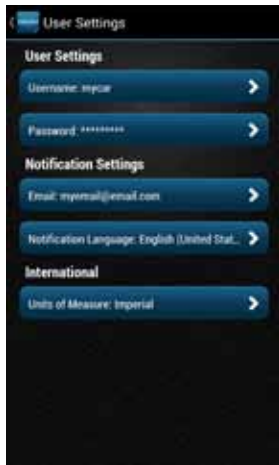 User Settings
User Settings
Username: mycar
Password: *********
Notification Settings
Email: myemail@email.com
Notification Language: English (United Stat...
International
Units of Measure: Imperial